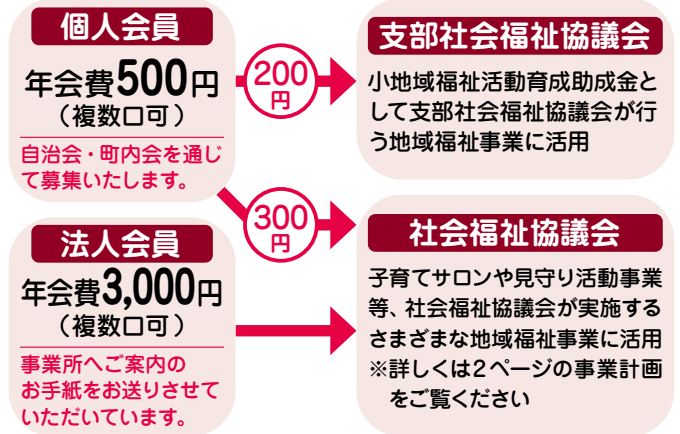 個人会員
年会費500円
（複数口可）
自治会・町内会を通じ
て募集いたします。
200
円
支部社会福祉協議会
小地域福祉活動育成助成金と
して支部社会福祉協議会が行
う地域福祉事業に活用
300
円
法人会員
年会費3,000円
（複数口可）
事業所へご案内の
お手紙をお送りさせて
いただいています。
社会福祉協議会
子育てサロンや見守り活動事業
等、社会福祉協議会が実施する
さまざまな地域福祉事業に活用
※詳しくは2ページの事業計画
をご覧ください